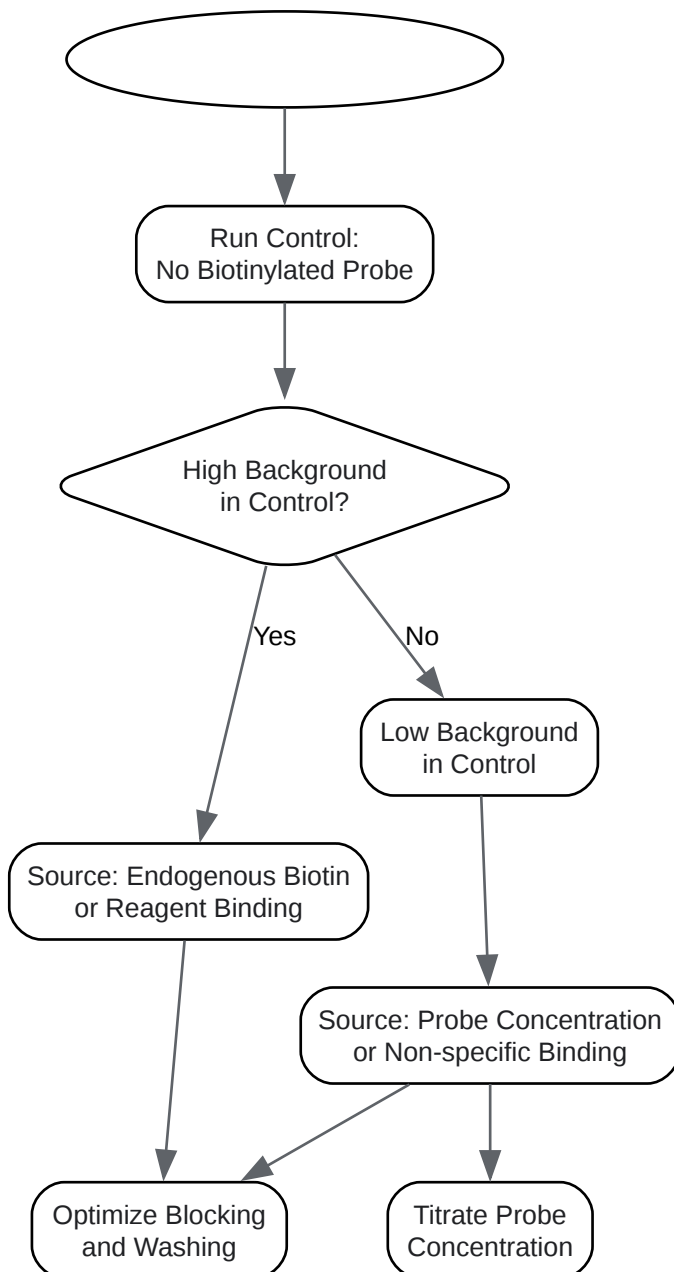 Run Control:
No Biotinylated Probe
High Background
in Control?
Yes
No
Low Background
in Control
Source: Endogenous Biotin
or Reagent Binding
Source: Probe Concentration
or Non-specific Binding
Optimize Blocking
and Washing
Titrate Probe
Concentration